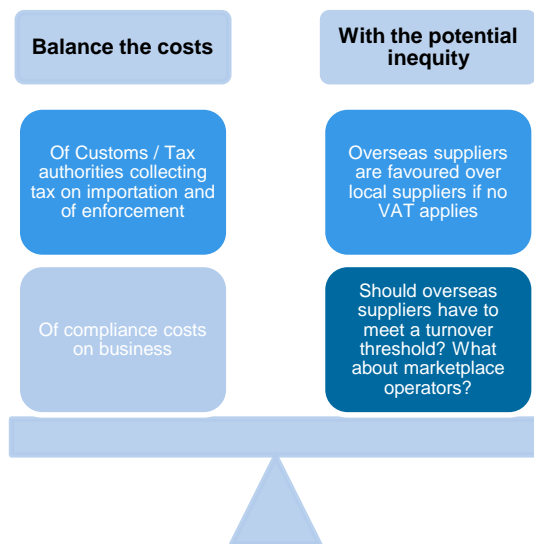 Balance the costs
With the potential
inequity
Of Customs / Tax
authorities collecting
tax on importation and
of enforcement
Overseas suppliers
are favoured over
local suppliers if no
VAT applies
Of compliance costs
on business
Should overseas
suppliers have to
meet a turnover
threshold? What
about marketplace
operators?